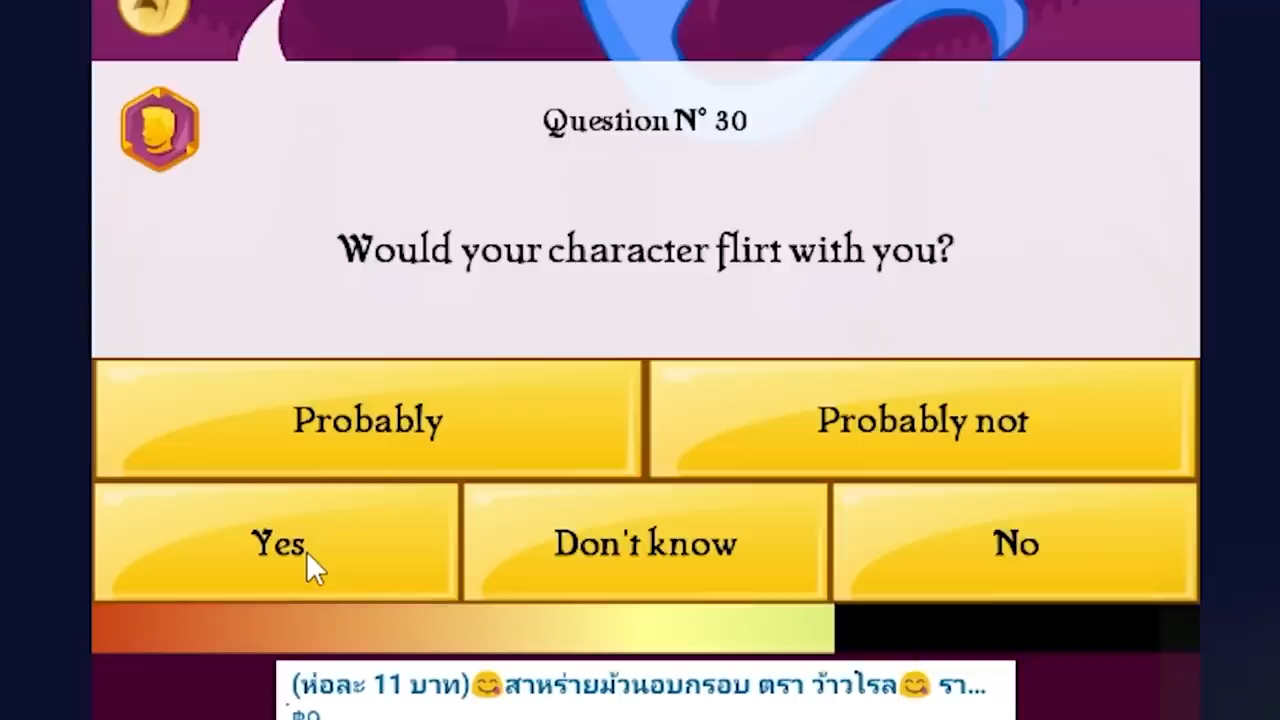 Question N° 30
Would your character flirt with you?
Probably
Probably not
Yes
Don't know
No
(ห่อละ 11 บาท)😋สาหร่ายม้วนอบกรอบ ตรา ว้าวโรล😋 รา...